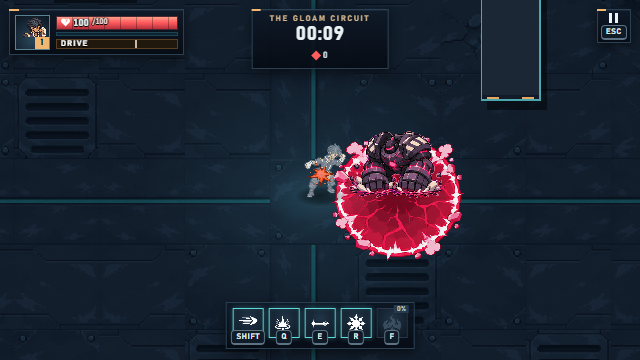 100 /100
1
DRIVE
THE GLOAM CIRCUIT
00:09
0
ESC
0%
SHIFT
Q
E
R
F